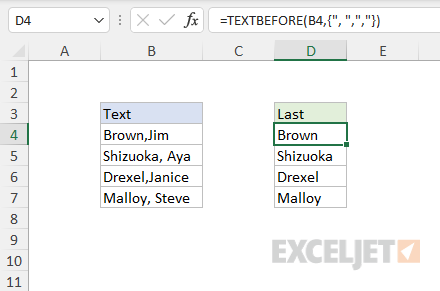 D4 fx =TEXTBEFORE(B4,{", ",","})
A B C D E
1
2
3 Text Last
4 Brown,Jim Brown
5 Shizuoka, Aya Shizuoka
6 Drexel,Janice Drexel
7 Malloy, Steve Malloy
8
9
10
11
EXCELJET